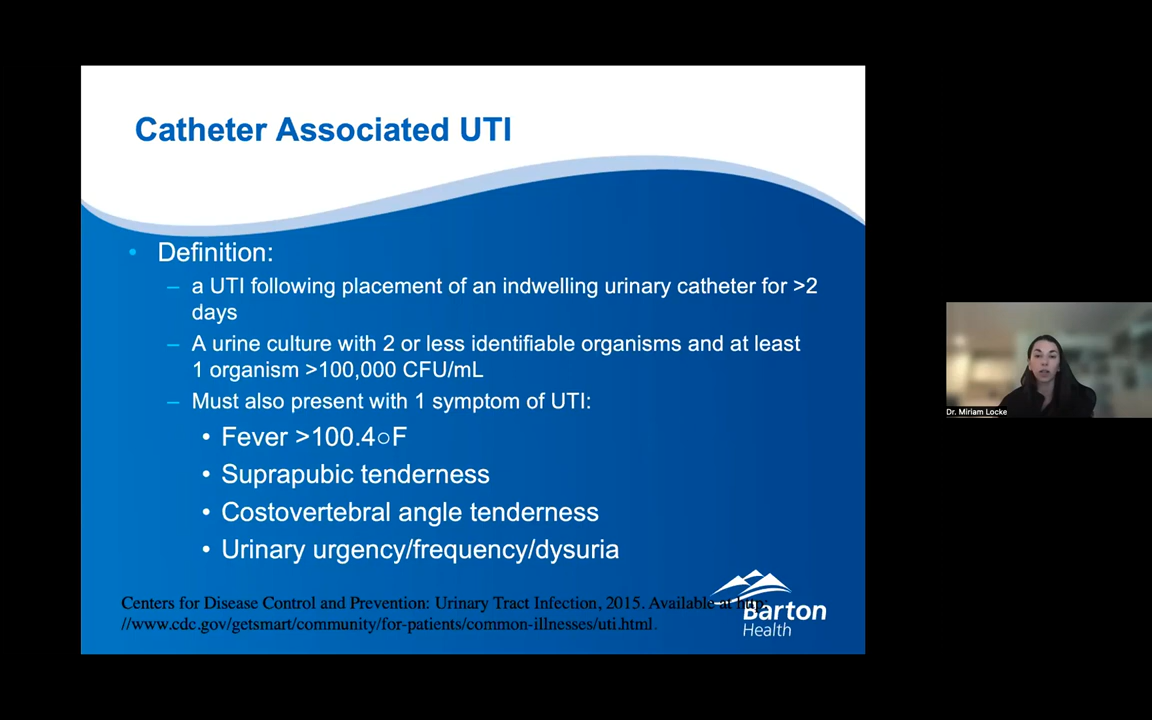 Catheter Associated UTI
• Definition:
– a UTI following placement of an indwelling urinary catheter for >2
days
– A urine culture with 2 or less identifiable organisms and at least
1 organism >100,000 CFU/mL
– Must also present with 1 symptom of UTI:
• Fever >100.4○F
• Suprapubic tenderness
• Costovertebral angle tenderness
• Urinary urgency/frequency/dysuria
Centers for Disease Control and Prevention: Urinary Tract Infection, 2015. Available at http:
//www.cdc.gov/getsmart/community/for-patients/common-illnesses/uti.html.
Barton
Health
Dr. Miriam Locke